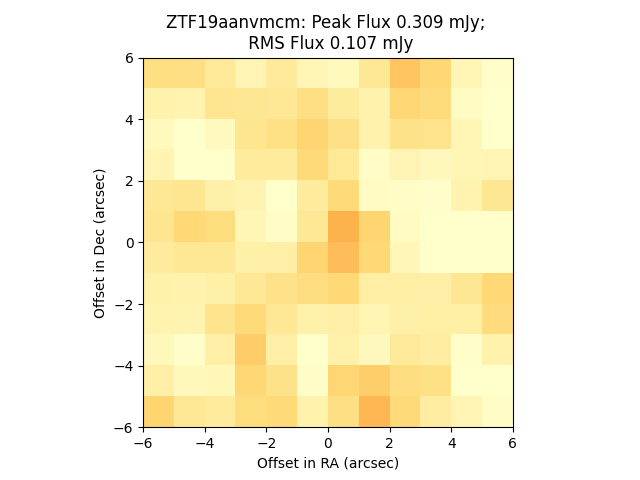 ZTF19aanvmcm: Peak Flux 0.309 mJy;
RMS Flux 0.107 mJy
6
4
2
0
−2
−4
−6
Offset in Dec (arcsec)
−6 −4 −2 0 2 4 6
Offset in RA (arcsec)